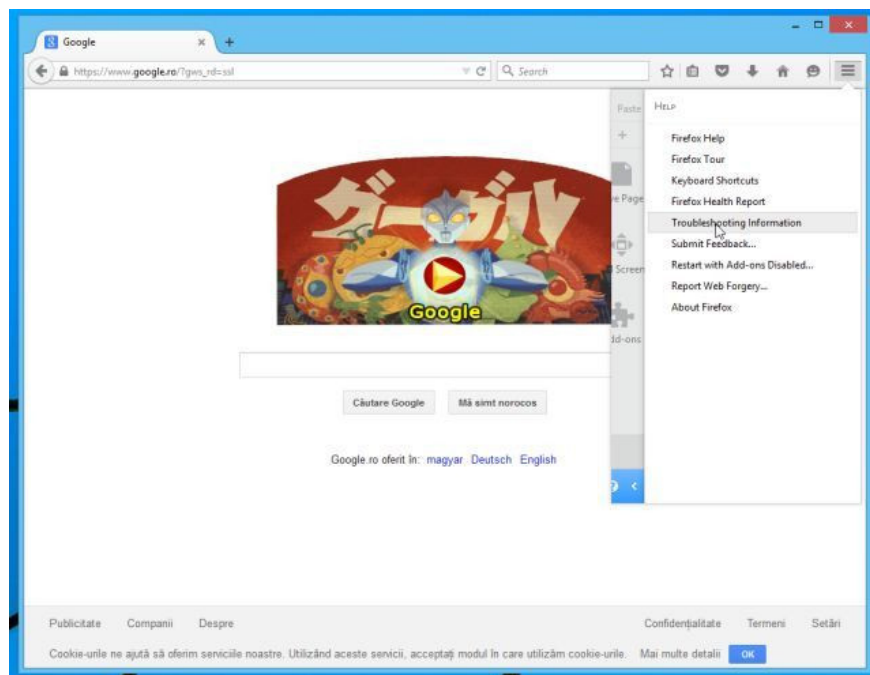 Google
https://www.google.ro/?gws_rd=ssl
Search
Paste
HELP
Firefox Help
Firefox Tour
Keyboard Shortcuts
Firefox Health Report
Troubleshooting Information
Submit Feedback...
Restart with Add-ons Disabled...
Report Web Forgery...
About Firefox
Page
Screen
グーグル
Google
Căutare Google
Mă simt norocos
Google.ro oferit în: magyar Deutsch English
Publicitate Companii Despre
Confidențialitate Termeni Setări
Cookie-urile ne ajută să oferim serviciile noastre. Utilizând aceste servicii, acceptați modul în care utilizăm cookie-urile. Mai multe detalii OK